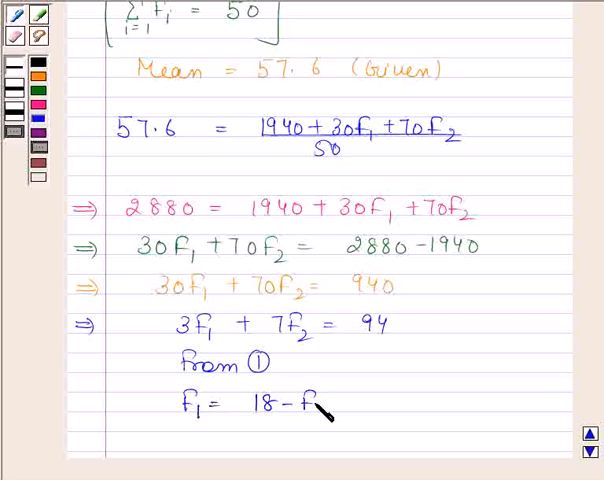 ∑ fᵢ = 50
i=1
Mean = 57.6 (Given)
57.6 = (1940 + 30f₁ + 70f₂) / 50
⇒ 2880 = 1940 + 30f₁ + 70f₂
⇒ 30f₁ + 70f₂ = 2880 - 1940
⇒ 30f₁ + 70f₂ = 940
⇒ 3f₁ + 7f₂ = 94
from ①
f₁ = 18 - f